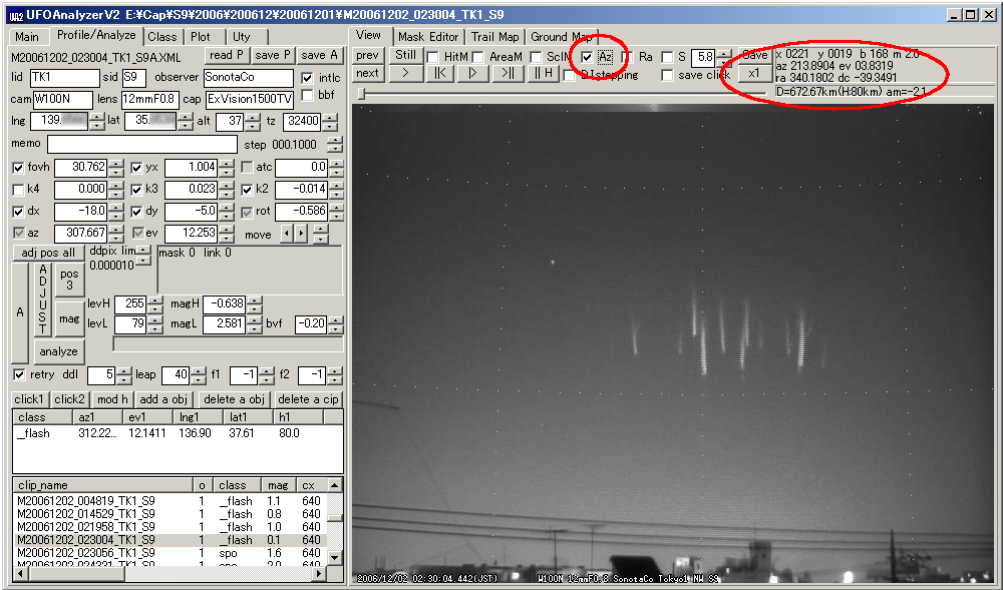 UA2 UFOAnalyzerV2 E:¥Cap¥S9¥2006¥200612¥20061201¥M20061202_023004_TK1_S9
Main Profile/Analyze Class Plot Uty
M20061202_023004_TK1_S9A.XML read P save P save A
lid TK1 sid S9 observer SonotaCo intlc
cam W100N lens 12mmF0.8 cap ExVision1500TV bbf
lng 139. lat 35. alt 37 tz 32400
memo step 000.1000
fovh 30.762 yx 1.004 atc 0.0
k4 0.000 k3 0.023 k2 -0.014
dx -18.0 dy -5.0 rot -0.586
az 307.667 ev 12.253 move
adj pos all ddpix lim 0.000010 mask 0 link 0
A ADJUST pos 3
mag
levH 255 magH -0.638
levL 79 magL 2.581 bvf -0.20
analyze
retry ddl 5 leap 40 f1 -1 f2 -1
click1 click2 mod h add a obj delete a obj delete a cip
class az1 ev1 lng1 lat1 h1
_flash 312.22... 12.1411 136.90 37.61 80.0
clip_name o class mag cx
M20061202_004819_TK1_S9 1 _flash 1.1 640
M20061202_014529_TK1_S9 1 _flash 0.8 640
M20061202_021958_TK1_S9 1 _flash 1.0 640
M20061202_023004_TK1_S9 1 _flash 0.1 640
M20061202_023056_TK1_S9 1 spo 1.6 640
M20061202_024331_TK1_S9 1 spo 2.0 640
View Mask Editor Trail Map Ground Map
prev Still HitM AreaM SclM Az Ra S 5.8 Save
next > |K ▷ >|| || H DIstepping save click x1
x 0221 y 0019 b 168 m 2.0
az 213.8904 ev 03.8319
ra 340.1802 dc -39.3491
D=672.67km(H:80km) am=-2.1
2006/12/02 02:30:04.442(JST) W100N 12mmF0.8 SonotaCo Tokyo1 NW S9